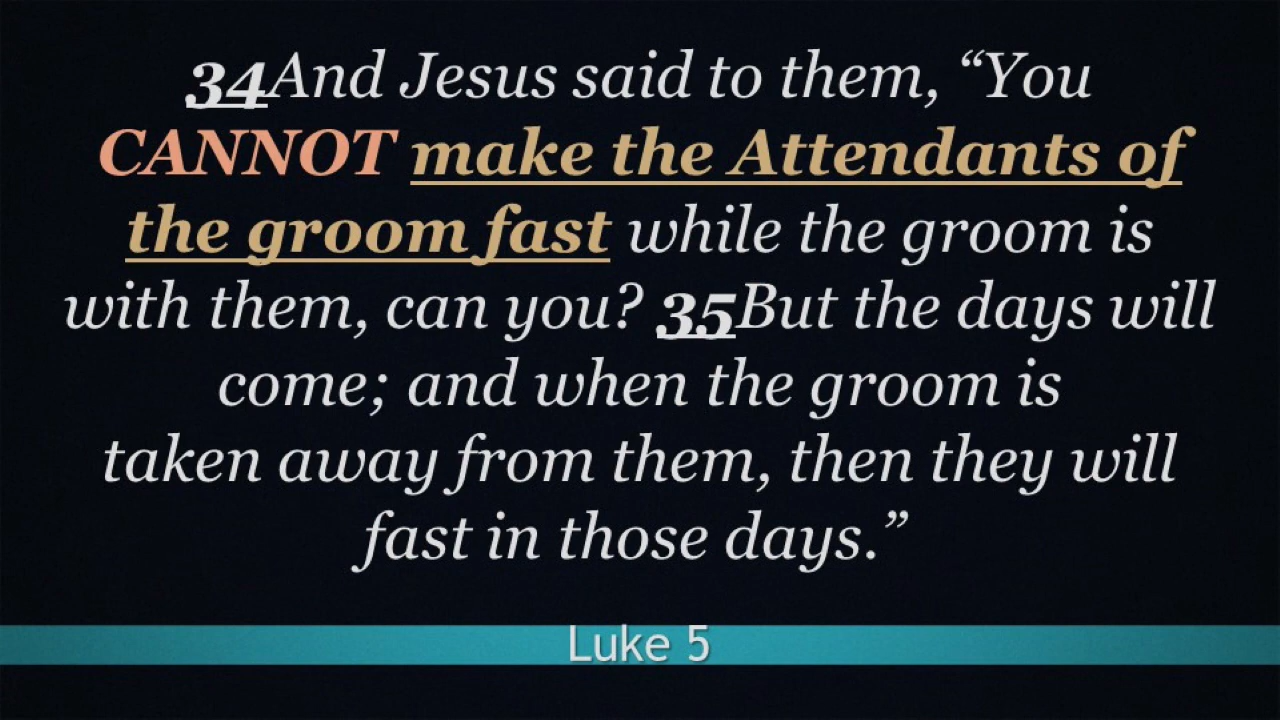 34And Jesus said to them, “You
CANNOT make the Attendants of
the groom fast while the groom is
with them, can you? 35But the days will
come; and when the groom is
taken away from them, then they will
fast in those days.”
Luke 5